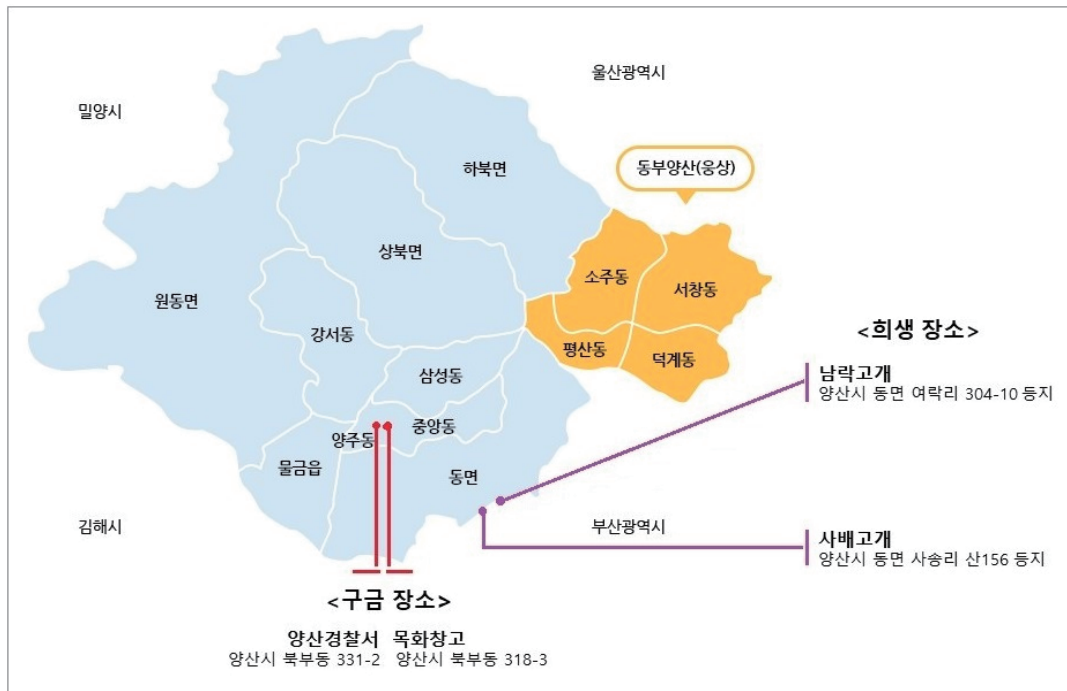 울산광역시
밀양시
하북면
동부양산(웅상)
상북면
소주동
서창동
원동면
강서동
평산동
덕계동
삼성동
중앙동
양주동
물금읍
동면
김해시
부산광역시
<희생 장소>
남락고개
양산시 동면 여락리 304-10 등지
사배고개
양산시 동면 사송리 산156 등지
<구금 장소>
양산경찰서 목화창고
양산시 북부동 331-2 양산시 북부동 318-3